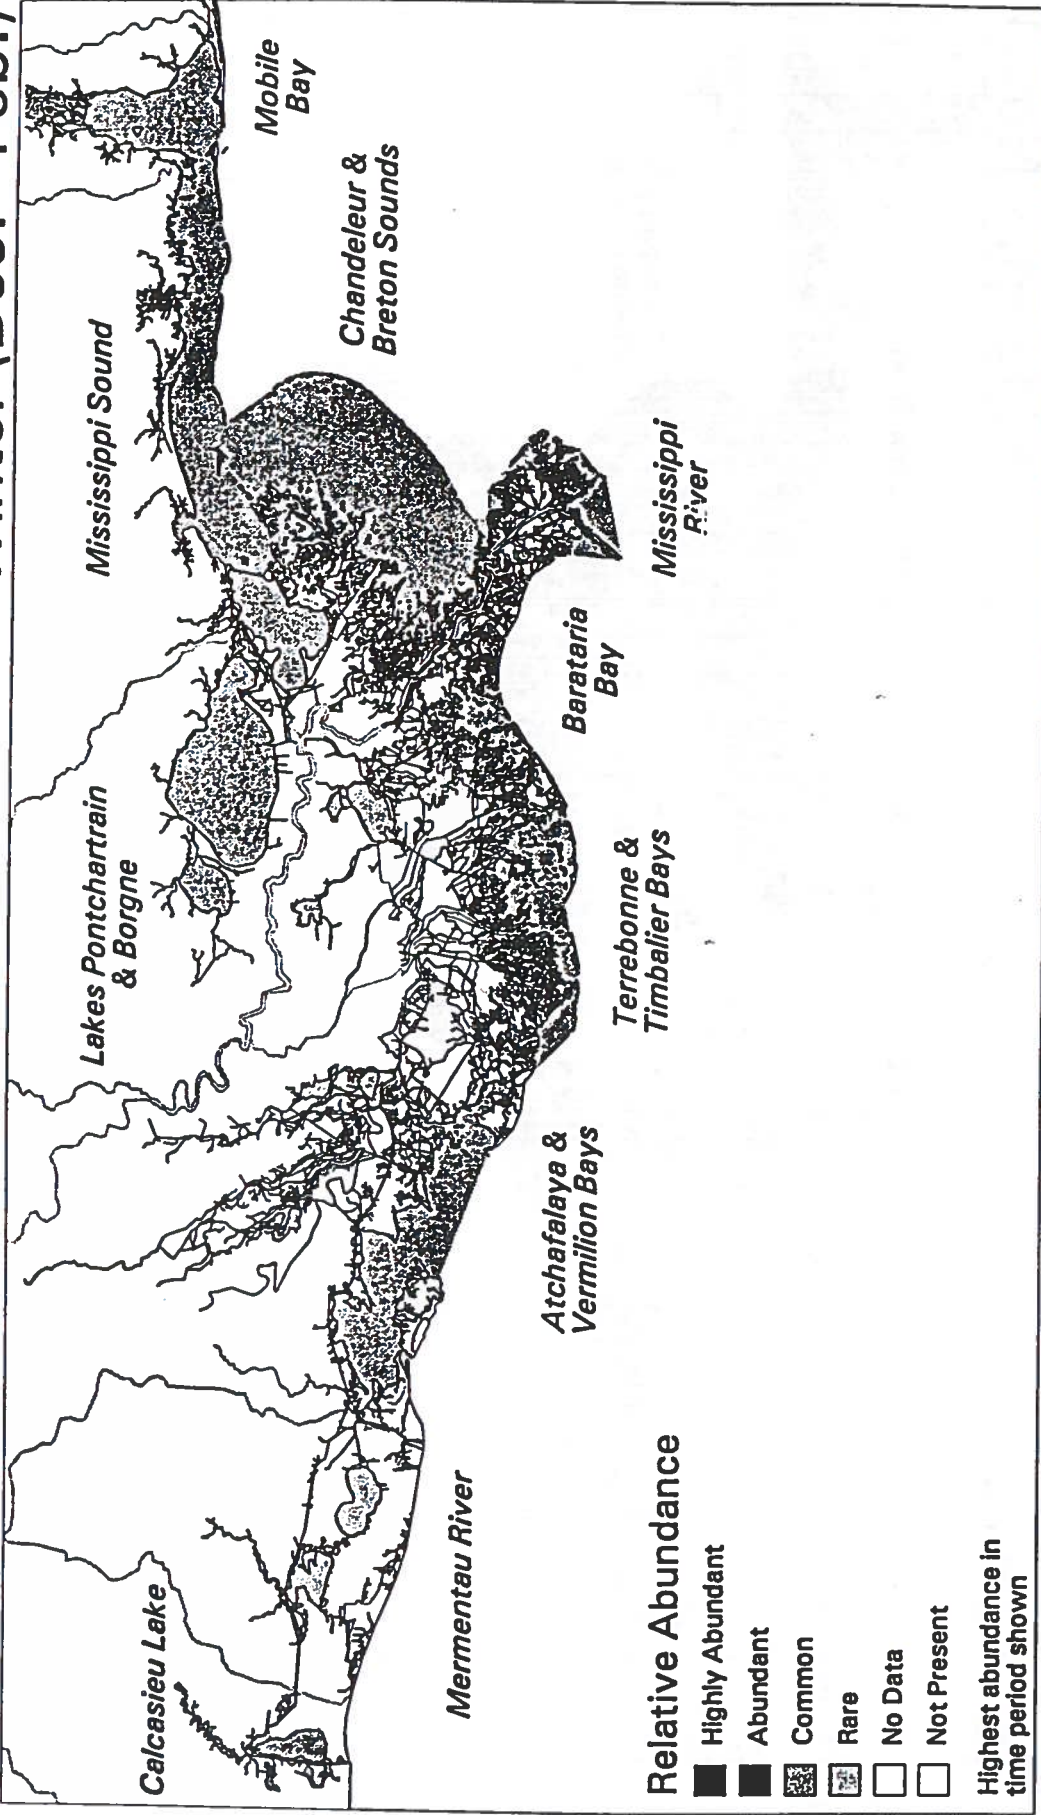 Calcasieu Lake
Mermentau River
Atchafalaya &
Vermilion Bays
Lakes Pontchartrain
& Borgne
Terrebonne &
Timbalier Bays
Barataria
Bay
Mississippi
River
Mississippi Sound
Chandeleur &
Breton Sounds
Mobile
Bay
Relative Abundance
Highly Abundant
Abundant
Common
Rare
No Data
Not Present
Highest abundance in
time period shown